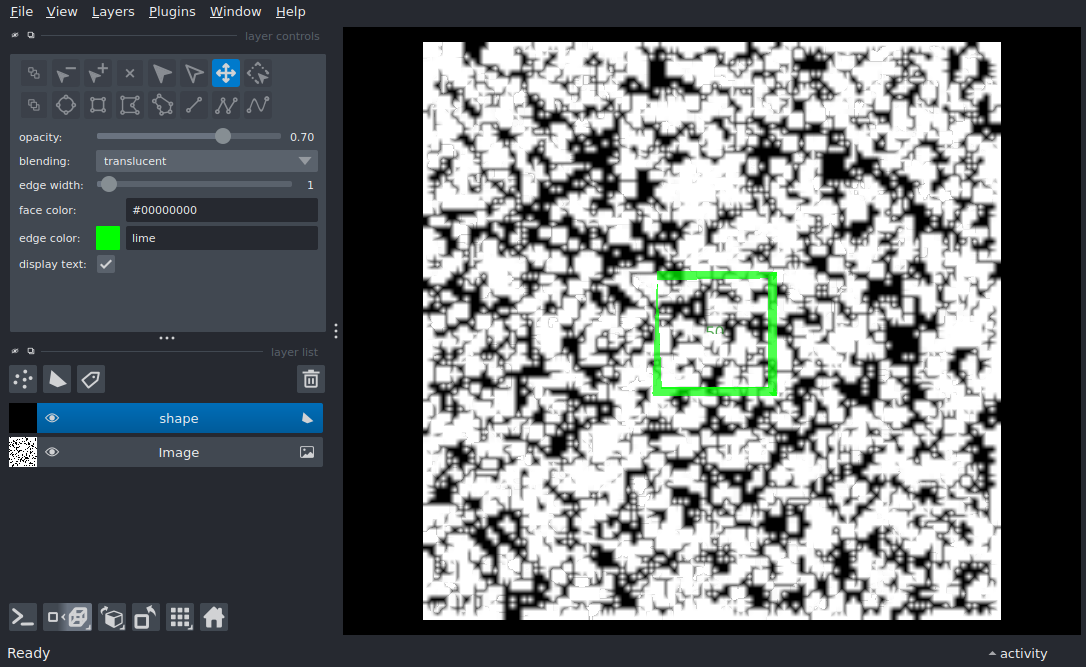 File View Layers Plugins Window Help
layer controls
opacity: 0.70
blending: translucent
edge width: 1
face color: #00000000
edge color: lime
display text:
layer list
shape
Image
Ready
activity